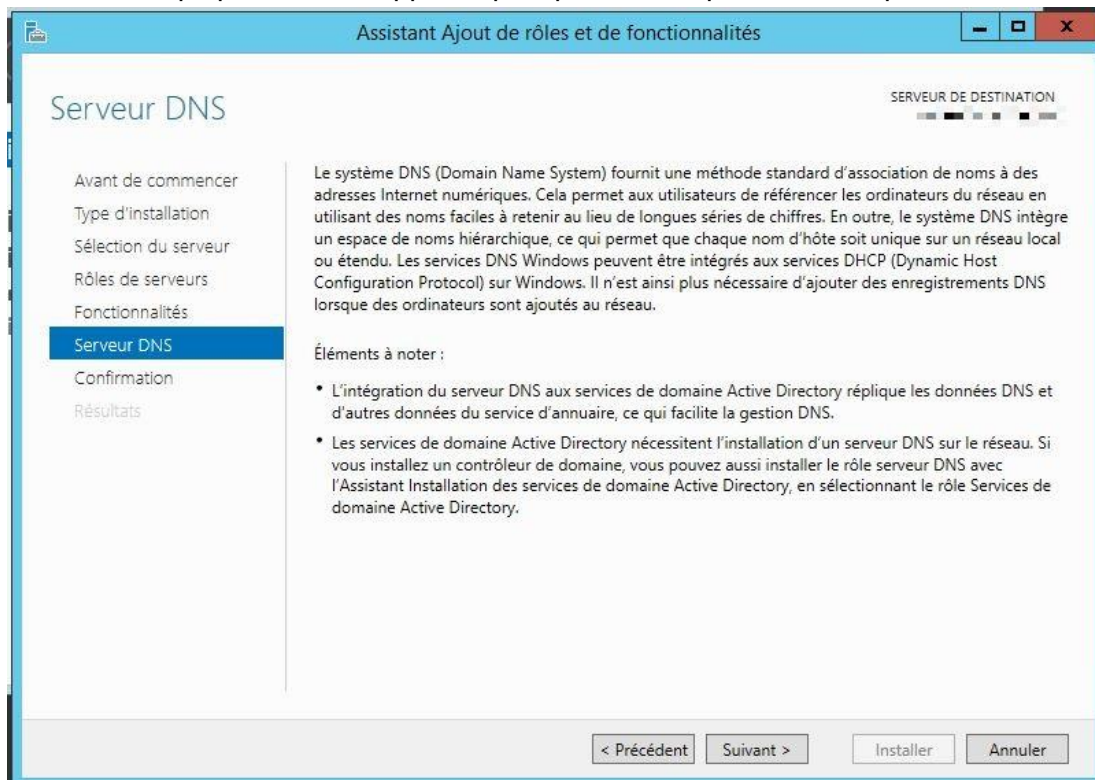 Assistant Ajout de rôles et de fonctionnalités
Serveur DNS
SERVEUR DE DESTINATION
Avant de commencer
Type d'installation
Sélection du serveur
Rôles de serveurs
Fonctionnalités
Serveur DNS
Confirmation
Résultats
Le système DNS (Domain Name System) fournit une méthode standard d'association de noms à des
adresses Internet numériques. Cela permet aux utilisateurs de référencer les ordinateurs du réseau en
utilisant des noms faciles à retenir au lieu de longues séries de chiffres. En outre, le système DNS intègre
un espace de noms hiérarchique, ce qui permet que chaque nom d'hôte soit unique sur un réseau local
ou étendu. Les services DNS Windows peuvent être intégrés aux services DHCP (Dynamic Host
Configuration Protocol) sur Windows. Il n'est ainsi plus nécessaire d'ajouter des enregistrements DNS
lorsque des ordinateurs sont ajoutés au réseau.
Éléments à noter :
• L'intégration du serveur DNS aux services de domaine Active Directory réplique les données DNS et
d'autres données du service d'annuaire, ce qui facilite la gestion DNS.
• Les services de domaine Active Directory nécessitent l'installation d'un serveur DNS sur le réseau. Si
vous installez un contrôleur de domaine, vous pouvez aussi installer le rôle serveur DNS avec
l'Assistant Installation des services de domaine Active Directory, en sélectionnant le rôle Services de
domaine Active Directory.
< Précédent
Suivant >
Installer
Annuler